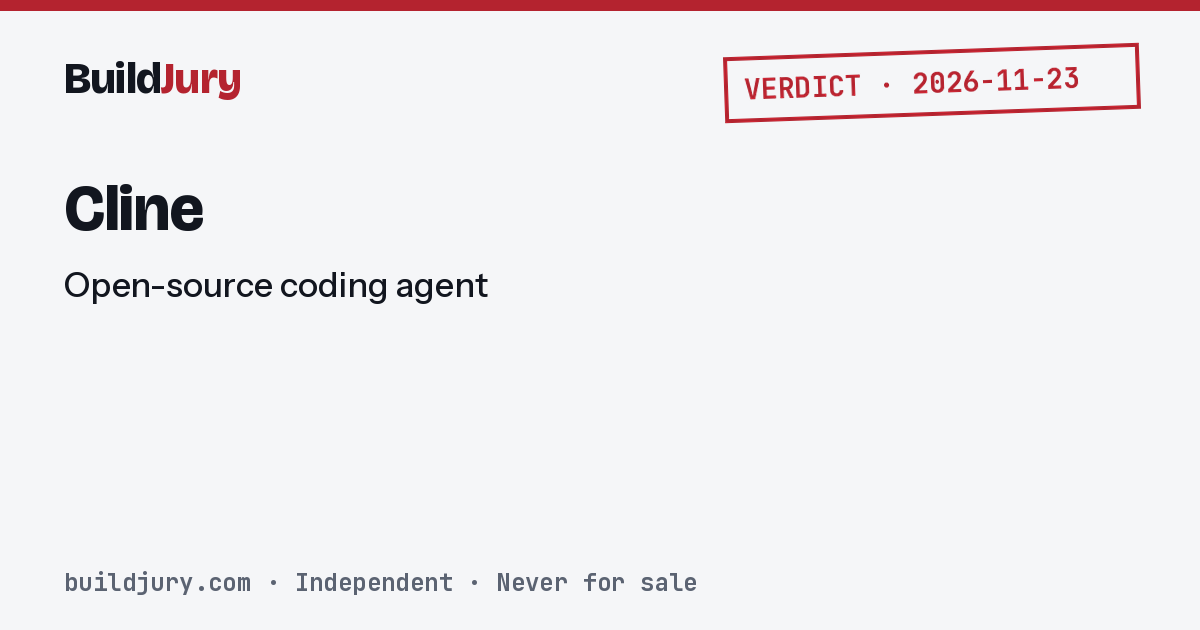 BuildJury
VERDICT · 2026-11-23
Cline
Open-source coding agent
buildjury.com · Independent · Never for sale